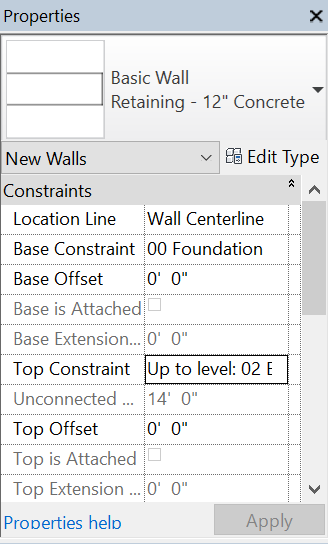 Properties
Basic Wall
Retaining - 12" Concrete
New Walls Edit Type
Constraints
Location Line Wall Centerline
Base Constraint 00 Foundation
Base Offset 0' 0"
Base is Attached
Base Extension... 0' 0"
Top Constraint Up to level: 02 E
Unconnected ... 14' 0"
Top Offset 0' 0"
Top is Attached
Top Extension ... 0' 0"
Properties help Apply